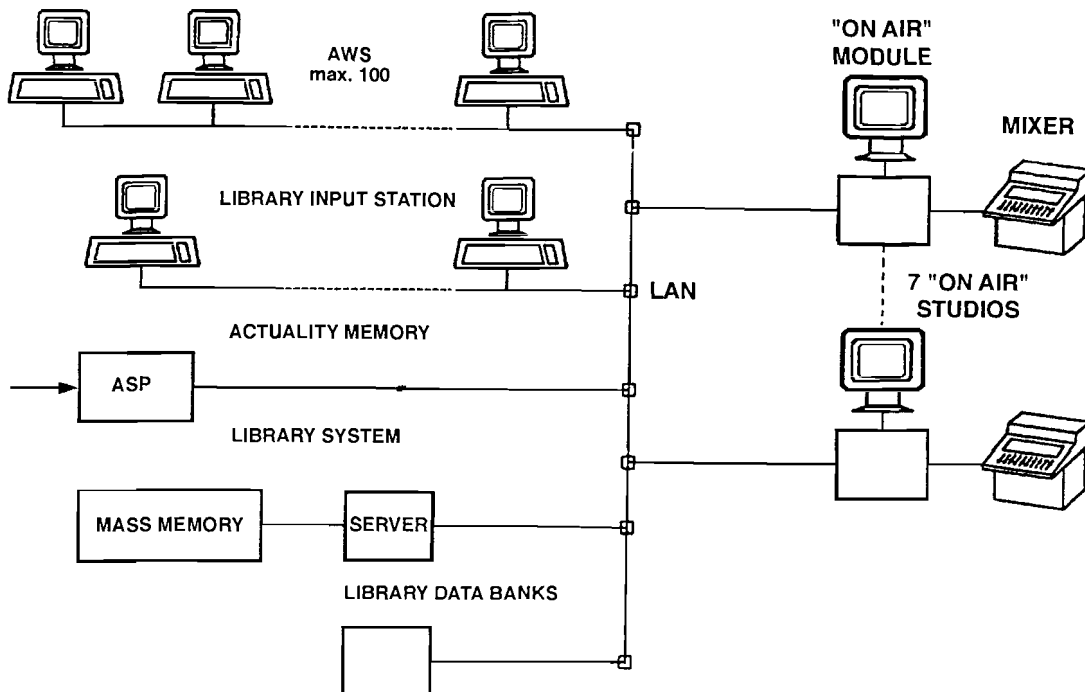 AWS
max. 100
"ON AIR"
MODULE
MIXER
LIBRARY INPUT STATION
LAN
7 "ON AIR"
STUDIOS
ACTUALITY MEMORY
ASP
LIBRARY SYSTEM
MASS MEMORY
SERVER
LIBRARY DATA BANKS